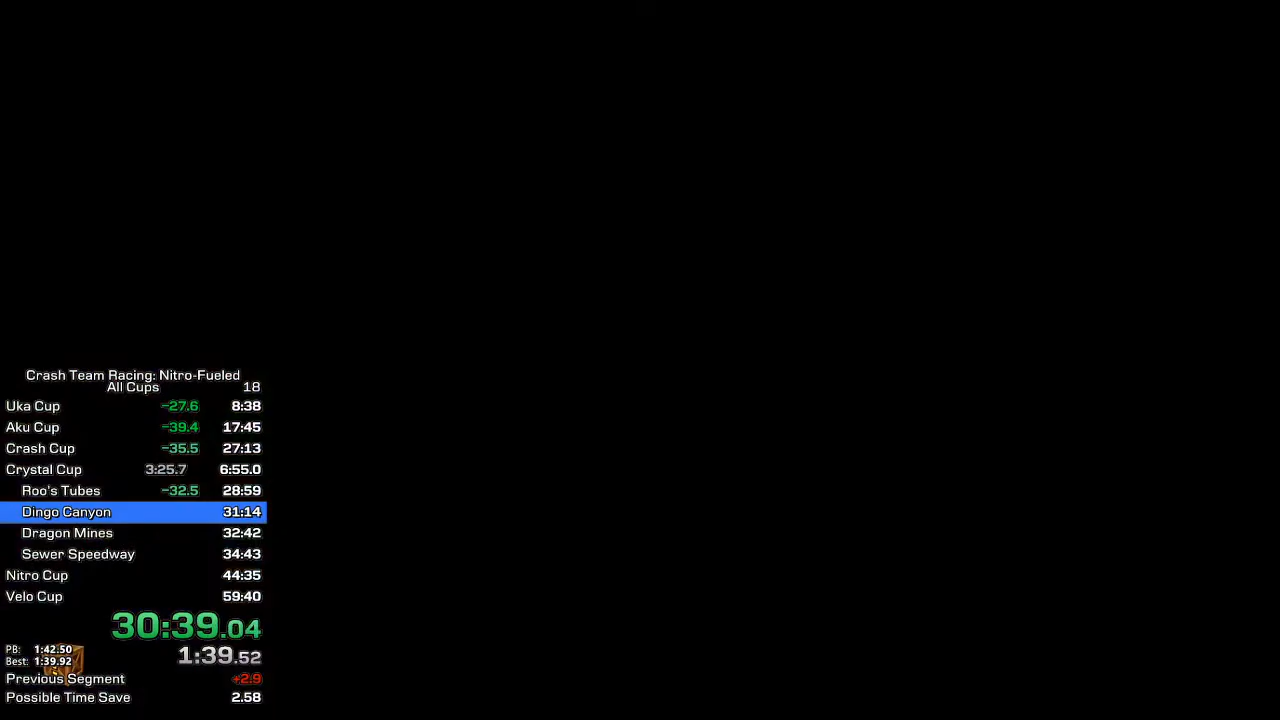 Crash Team Racing: Nitro-Fueled
All Cups 18
Uka Cup -27.6 8:38
Aku Cup -39.4 17:45
Crash Cup -35.5 27:13
Crystal Cup 3:25.7 6:55.0
Roo's Tubes -32.5 28:59
Dingo Canyon 31:14
Dragon Mines 32:42
Sewer Speedway 34:43
Nitro Cup 44:35
Velo Cup 59:40
30:39.04
PB: 1:42.50 1:39.52
Best: 1:39.92
Previous Segment +2.9
Possible Time Save 2.58